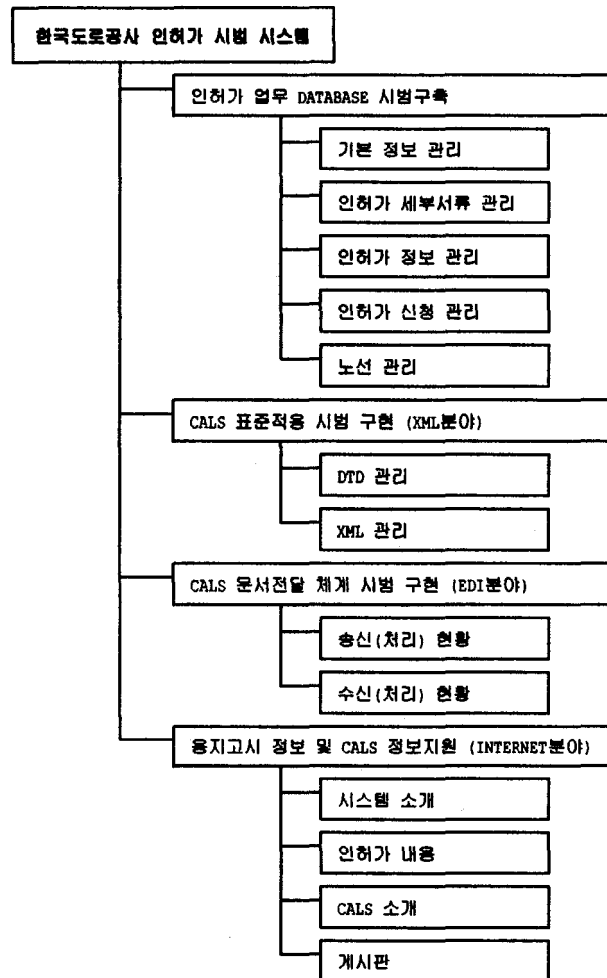 한국도로공사 인허가 시범 시스템
인허가 업무 DATABASE 시범구축
기본 정보 관리
인허가 세부서류 관리
인허가 정보 관리
인허가 신청 관리
노선 관리
CALS 표준적용 시범 구현 (XML분야)
DTD 관리
XML 관리
CALS 문서전달 체계 시범 구현 (EDI분야)
송신(처리) 현황
수신(처리) 현황
용지고시 정보 및 CALS 정보지원 (INTERNET분야)
시스템 소개
인허가 내용
CALS 소개
게시판